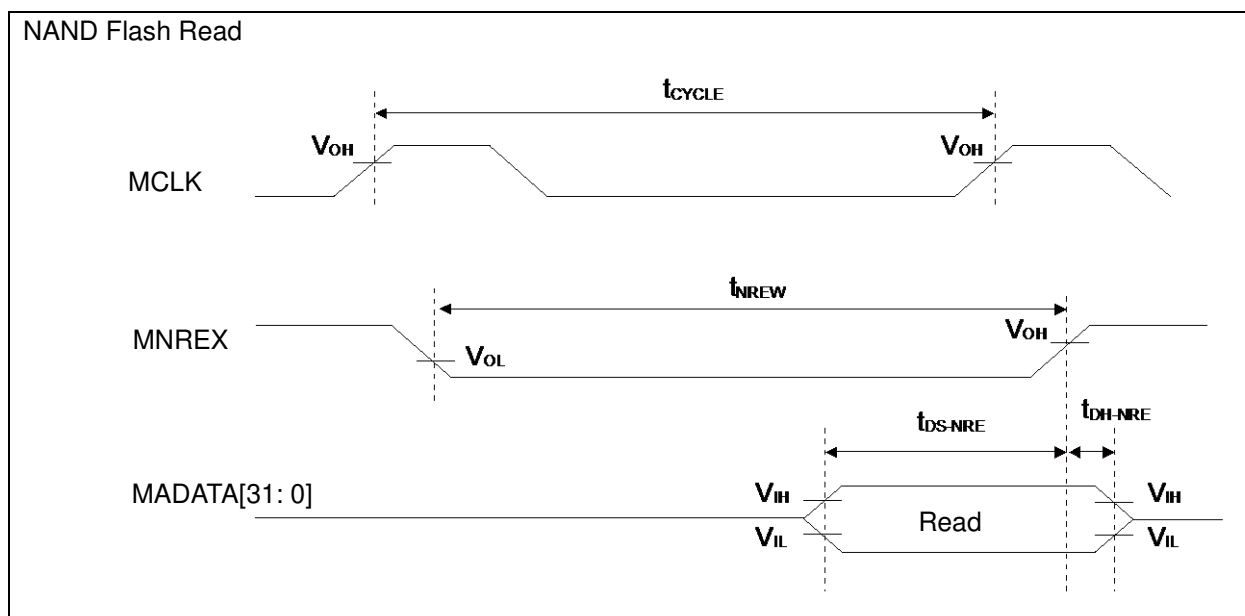 NAND Flash Read
tCYCLE
VOH
VOH
MCLK
tNREW
MNREX
VOL
VOH
tDS-NRE
tDH-NRE
MADATA[31: 0]
VIH
VIH
Read
VIL
VIL